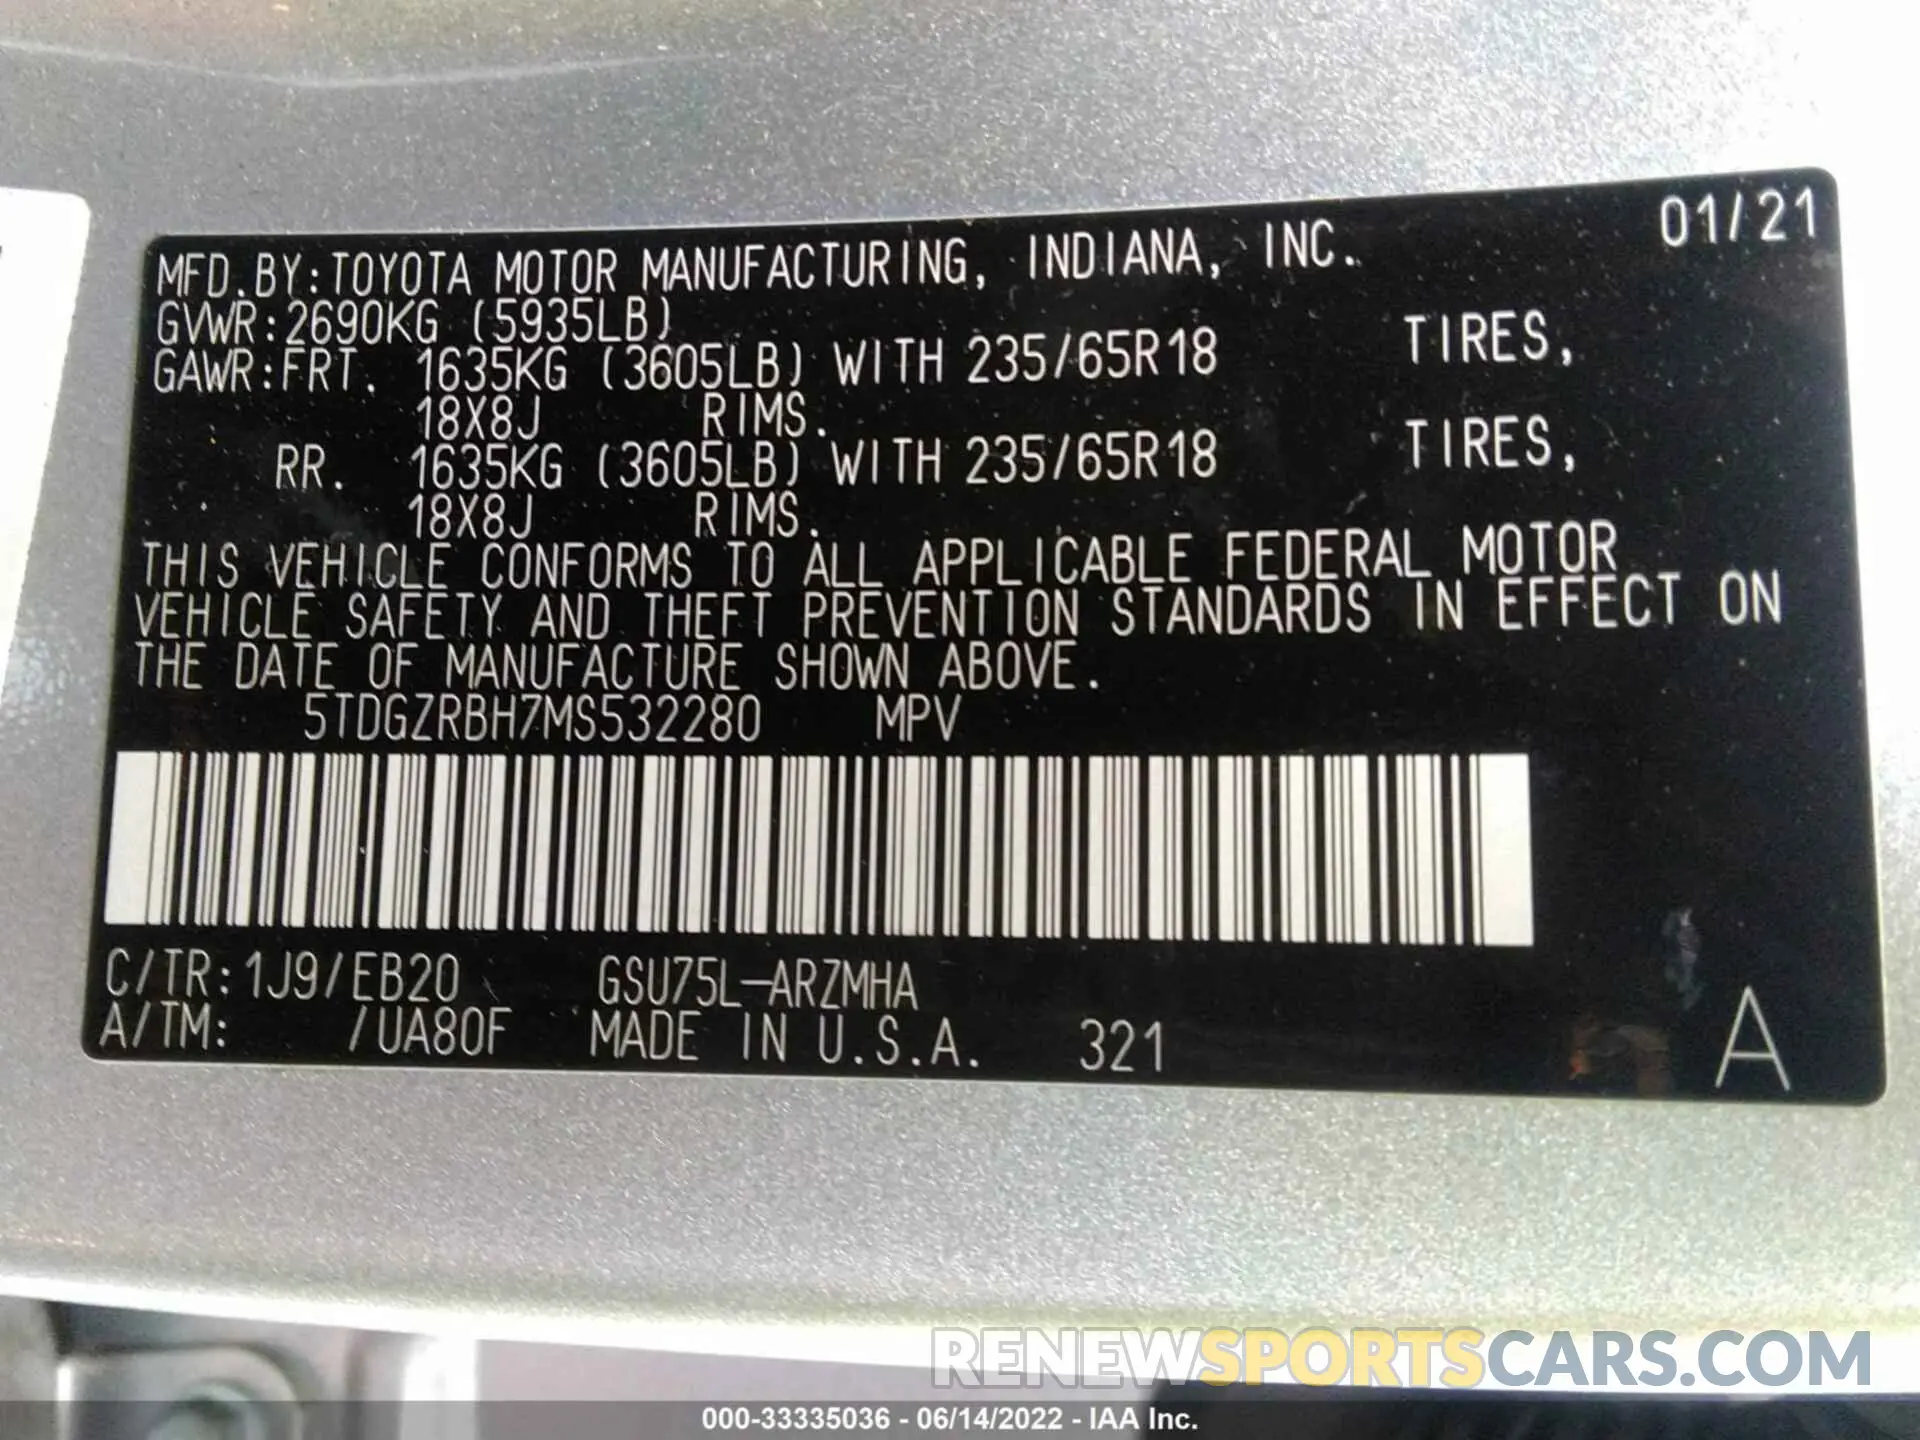 01/21
MFD.BY:TOYOTA MOTOR MANUFACTURING, INDIANA, INC.
GVWR:2690KG (5935LB)
GAWR:FRT. 1635KG (3605LB) WITH 235/65R18 TIRES,
18X8J RIMS.
RR. 1635KG (3605LB) WITH 235/65R18 TIRES,
18X8J RIMS.
THIS VEHICLE CONFORMS TO ALL APPLICABLE FEDERAL MOTOR
VEHICLE SAFETY AND THEFT PREVENTION STANDARDS IN EFFECT ON
THE DATE OF MANUFACTURE SHOWN ABOVE.
5TDGZRBH7MS532280 MPV
C/TR:1J9/EB20 GSU75L-ARZMHA
A/TM: /UA80F MADE IN U.S.A. 321 A
RENEWSPORTSCARS.COM
000-33335036 - 06/14/2022 - IAA Inc.